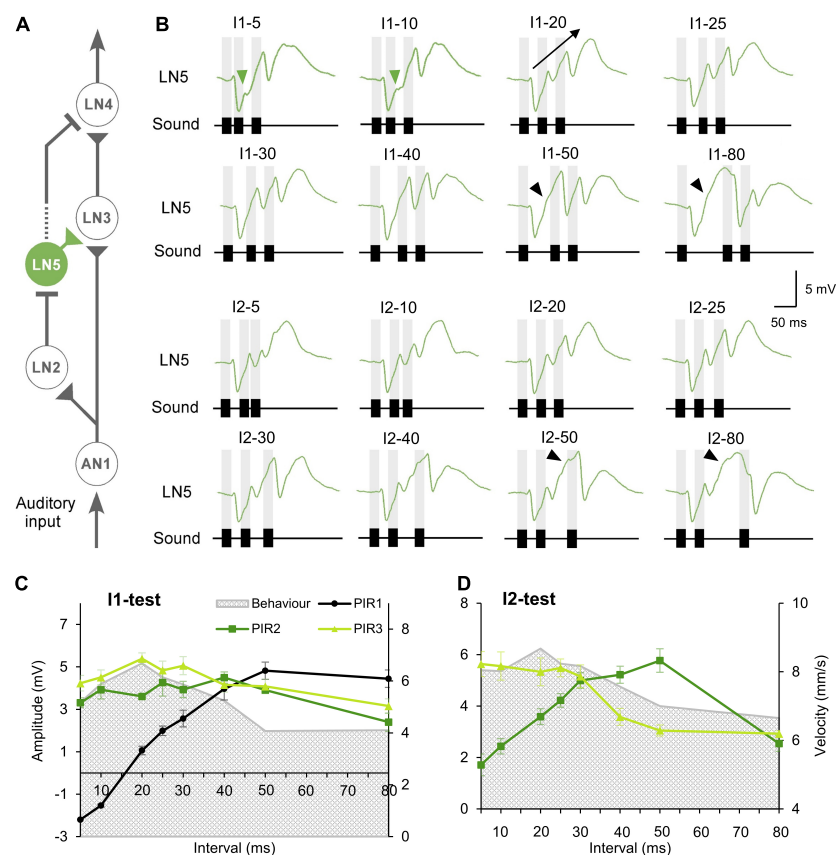 A
LN4
LN3
LN5
LN2
AN1
Auditory
input
B
I1-5 I1-10 I1-20 I1-25
LN5
Sound
I1-30 I1-40 I1-50 I1-80
LN5
Sound
5 mV
50 ms
I2-5 I2-10 I2-20 I2-25
LN5
Sound
I2-30 I2-40 I2-50 I2-80
LN5
Sound
C
I1-test
Behaviour PIR1
PIR2 PIR3
Amplitude (mV)
7
5
3
1
-1
-3
8
6
4
2
0
10 20 30 40 50 60 70 80
Interval (ms)
D
I2-test
8
6
4
2
0
10
8
6
4
Velocity (mm/s)
10 20 30 40 50 60 70 80
Interval (ms)